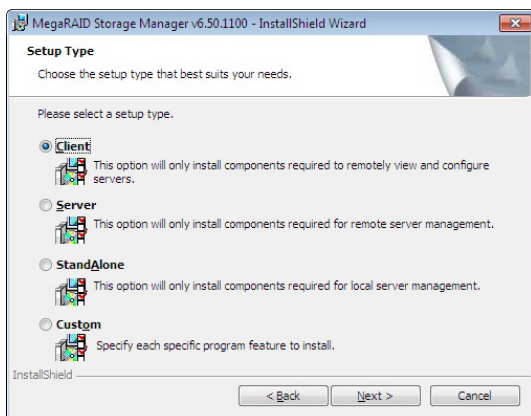 MegaRAID Storage Manager v6.50.1100 - InstallShield Wizard
Setup Type
Choose the setup type that best suits your needs.
Please select a setup type.
Client
This option will only install components required to remotely view and configure
servers.
Server
This option will only install components required for remote server management.
StandAlone
This option will only install components required for local server management.
Custom
Specify each specific program feature to install.
InstallShield
< Back Next > Cancel